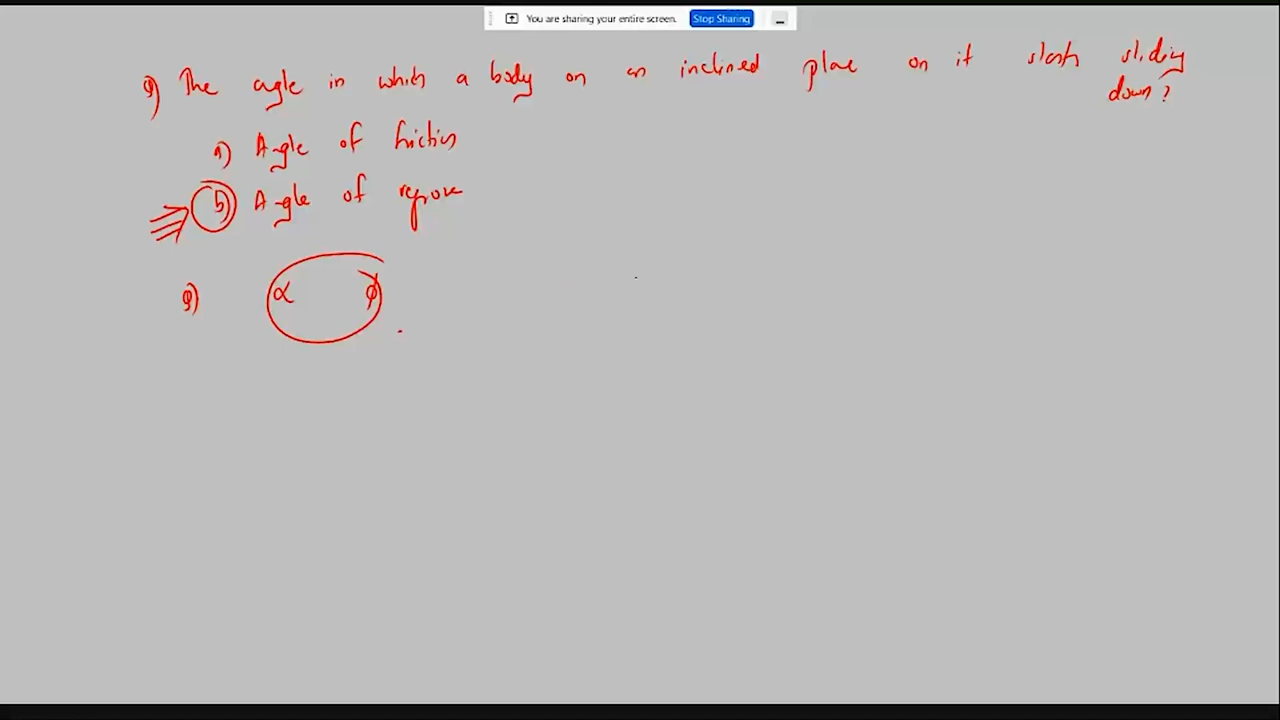 You are sharing your entire screen. Stop Sharing
Q) The angle in which a body on an inclined plane on it starts sliding down?
a) Angle of friction
b) Angle of repose
Q) α φ